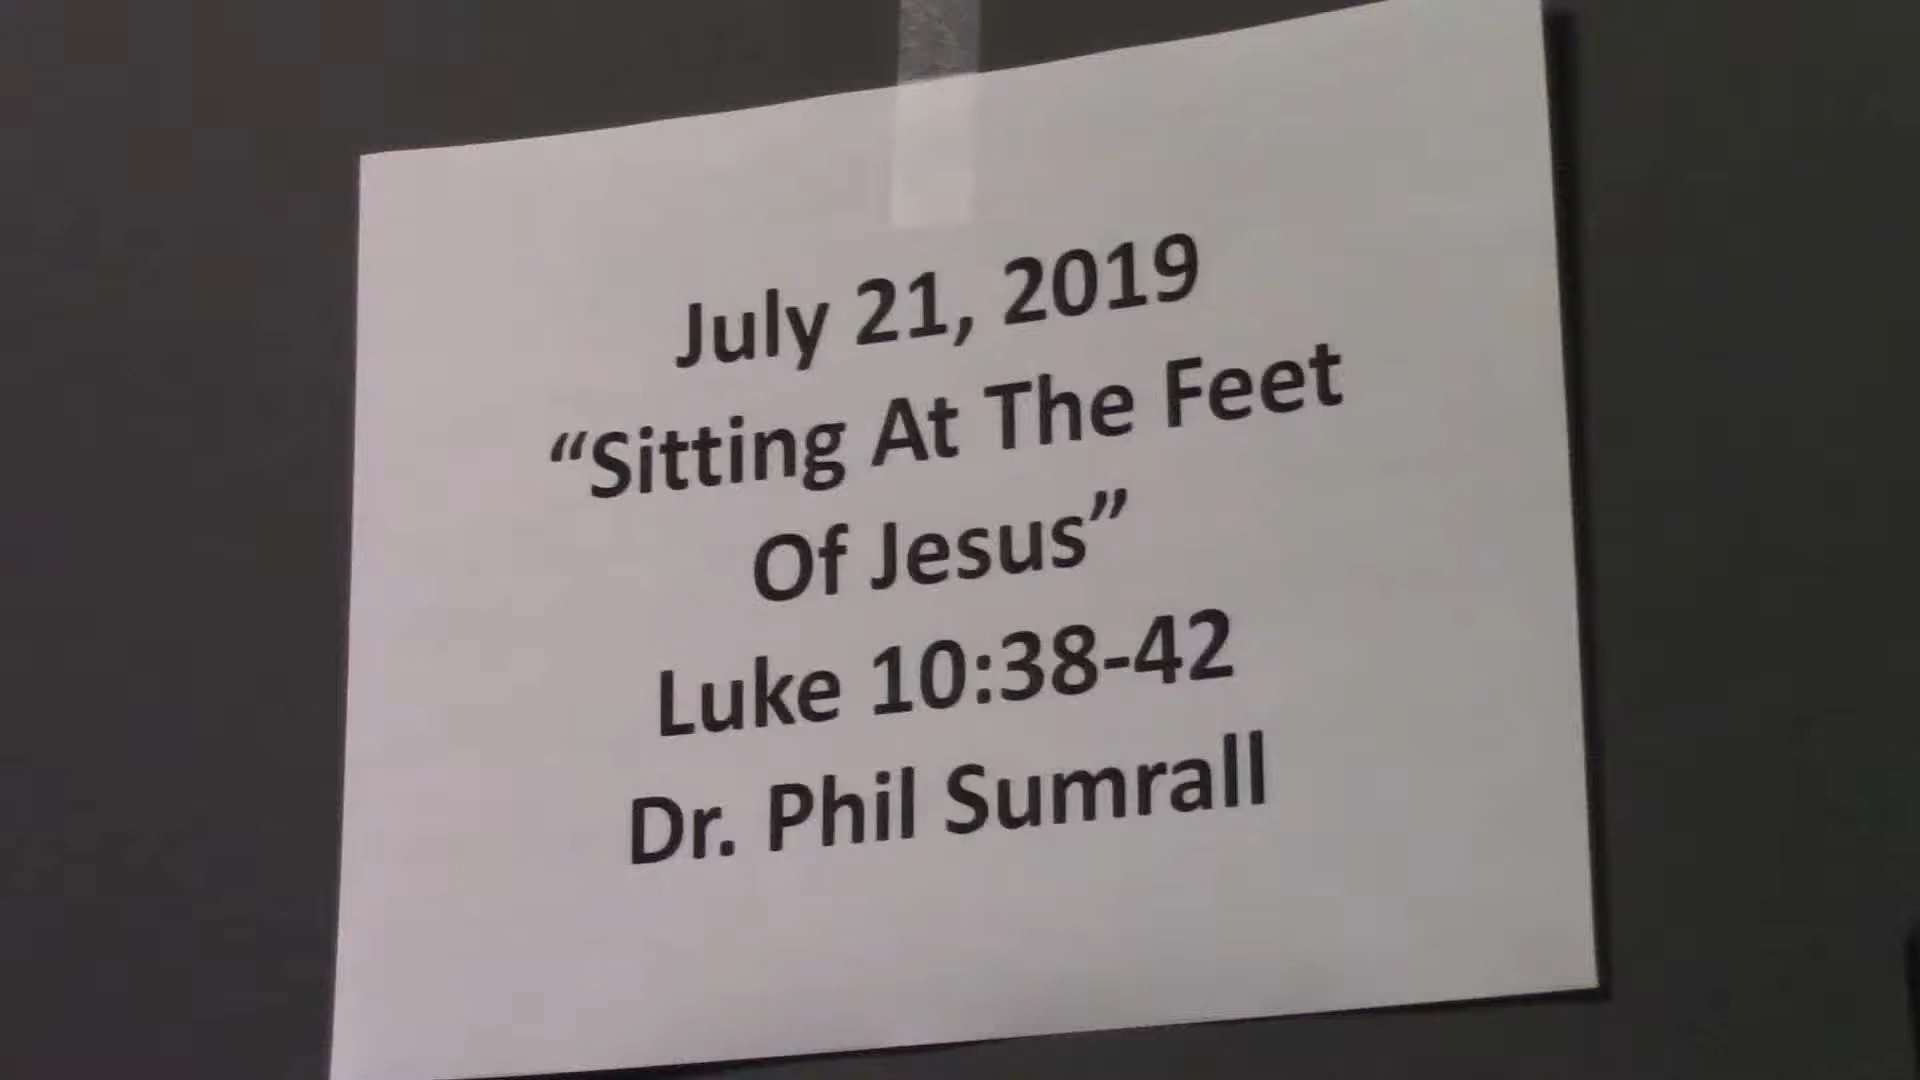 July 21, 2019
“Sitting At The Feet
Of Jesus”
Luke 10:38-42
Dr. Phil Sumrall